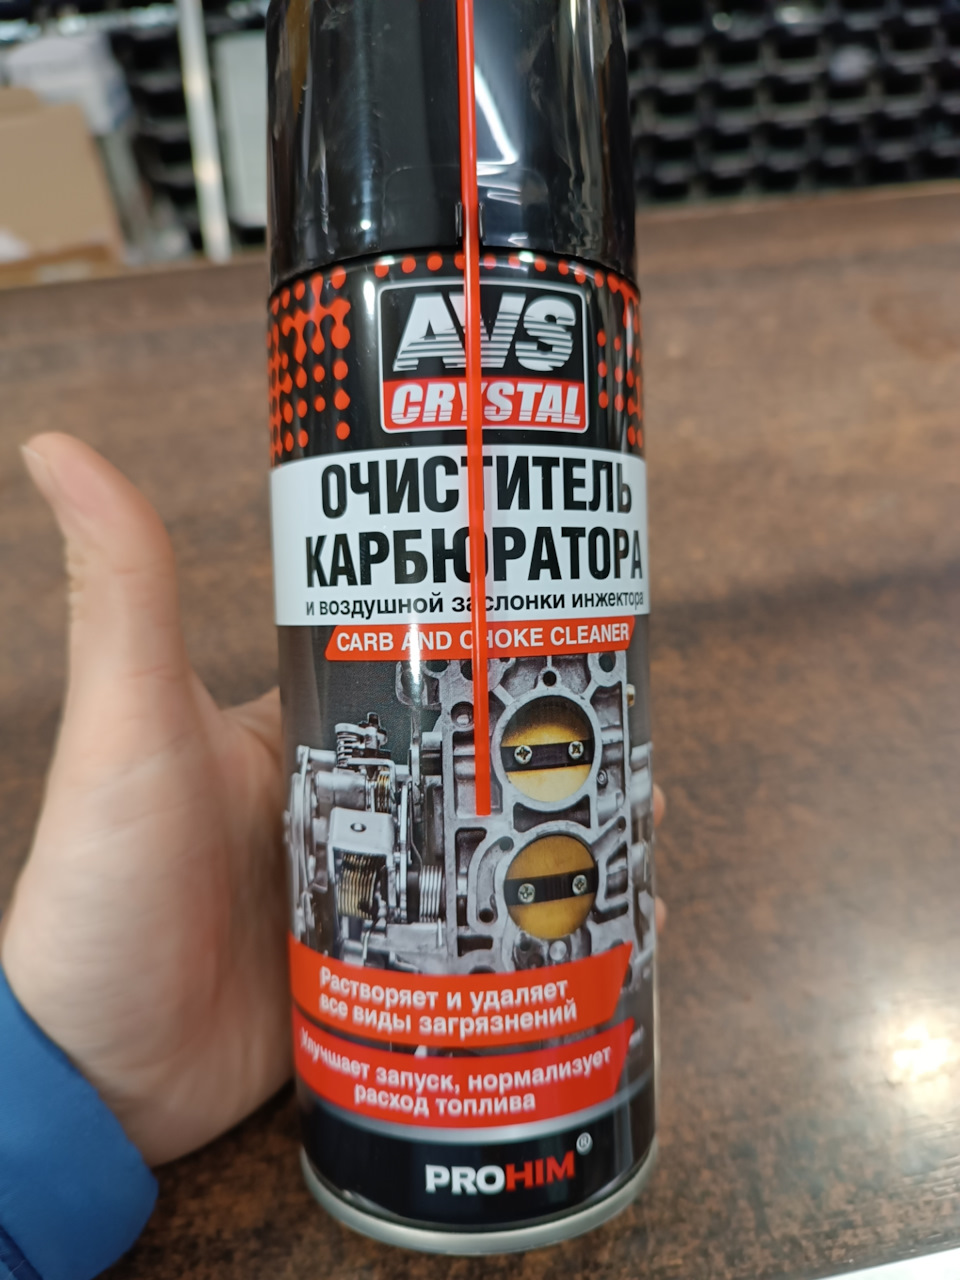 AVS
CRYSTAL
ОЧИСТИТЕЛЬ
КАРБЮРАТОРА
и воздушной заслонки инжектора
CARB AND CHOKE CLEANER
Растворяет и удаляет
все виды загрязнений
Улучшает запуск, нормализует
расход топлива
PROHIM®